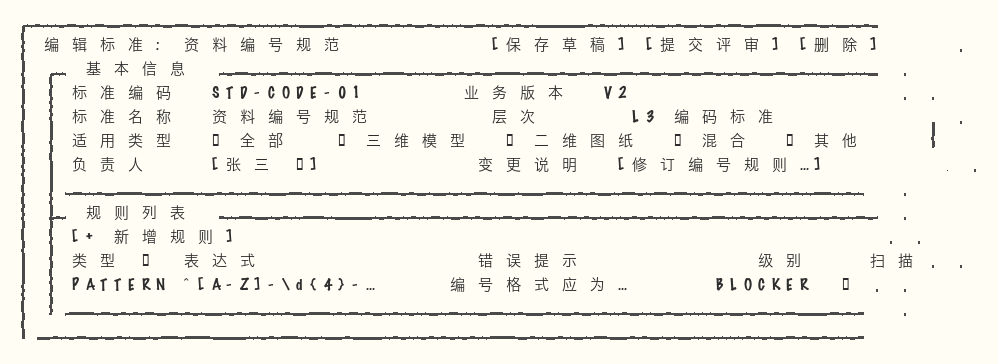 编辑标准: 资料编号规范 [保存草稿] [提交评审] [删除]
基本信息
标准编码 STD-CODE-01 业务版本 V2
标准名称 资料编号规范 层次 L3 编码标准
适用类型 ▯ 全部 ▯ 三维模型 ▯ 二维图纸 ▯ 混合 ▯ 其他
负责人 [张三 ▯] 变更说明 [修订编号规则…]
规则列表
[+ 新增规则]
类型 ▯ 表达式 错误提示 级别 扫描
PATTERN ^[A-Z]-\d{4}-… 编号格式应为… BLOCKER ▯